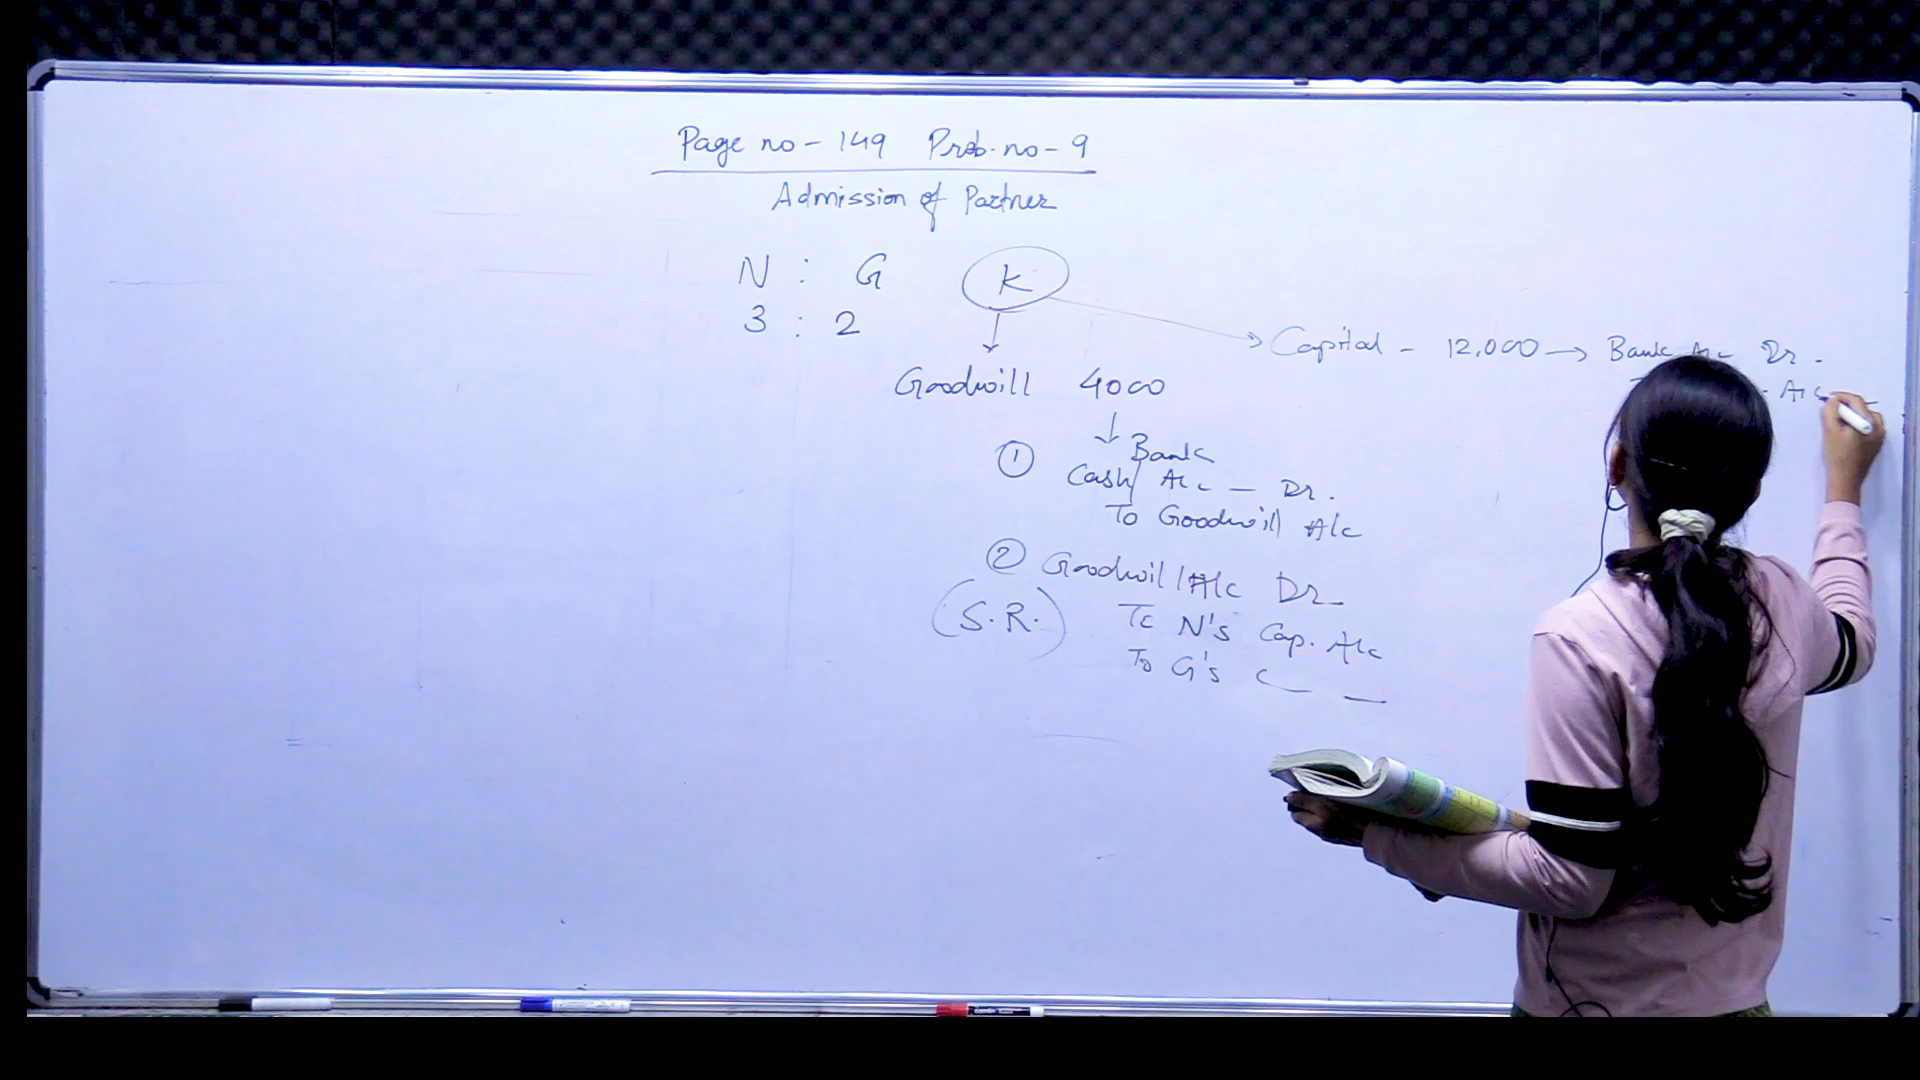 Page no - 149 Prob. no - 9
Admission of Partner
N : G K
3 : 2
Capital - 12,000 → Bank A/c Dr.
A/c
Goodwill 4000
① Bank
Cash/ A/c — Dr.
To Goodwill A/c
② Goodwill A/c Dr
(S.R.) To N's Cap. A/c
To G's